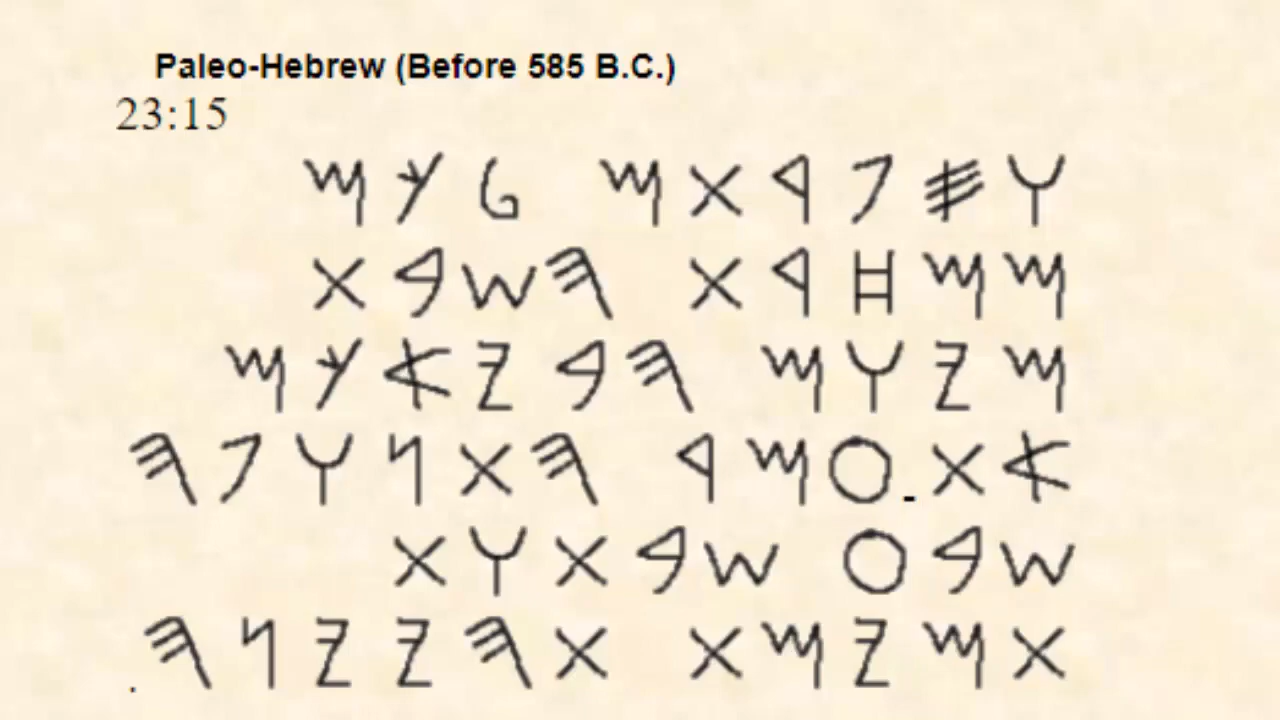 Paleo-Hebrew (Before 585 B.C.)
23:15
𐤅𐤎𐤐𐤓𐤕𐤌 𐤋𐤊𐤌
𐤌𐤌𐤇𐤓𐤕 𐤄𐤔𐤁𐤕
𐤌𐤉𐤅𐤌 𐤄𐤁𐤉𐤀𐤊𐤌
𐤀𐤕-𐤏𐤌𐤓 𐤄𐤕𐤍𐤅𐤐𐤄
𐤔𐤁𐤏 𐤔𐤁𐤕𐤅𐤕
𐤕𐤌𐤉𐤌𐤕 𐤕𐤄𐤉𐤉𐤍𐤄.